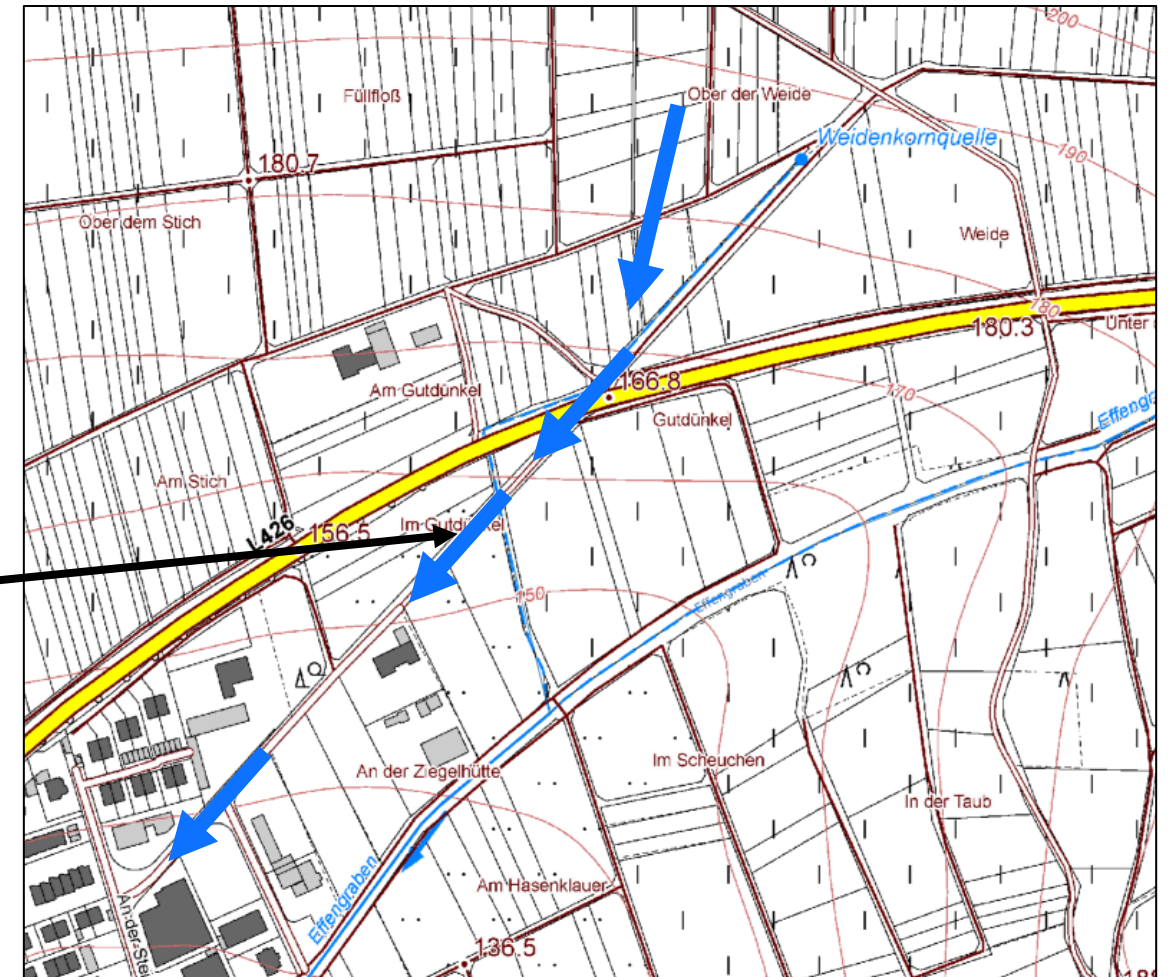 200
Füllfloß
Ober der Weide
Weidenkornquelle
180.7
190
Ober dem Stich
Weide
180
180.3
Unter
Am Gutdünkel
166.8
170
Gutdünkel
Effengr
Am Stich
L426
156.5
Im Gutdünkel
Effengraben
150
Im Scheuchen
An der Ziegelhütte
In der Taub
Am Hasenklauer
Effengraben
An der Ste
136.5